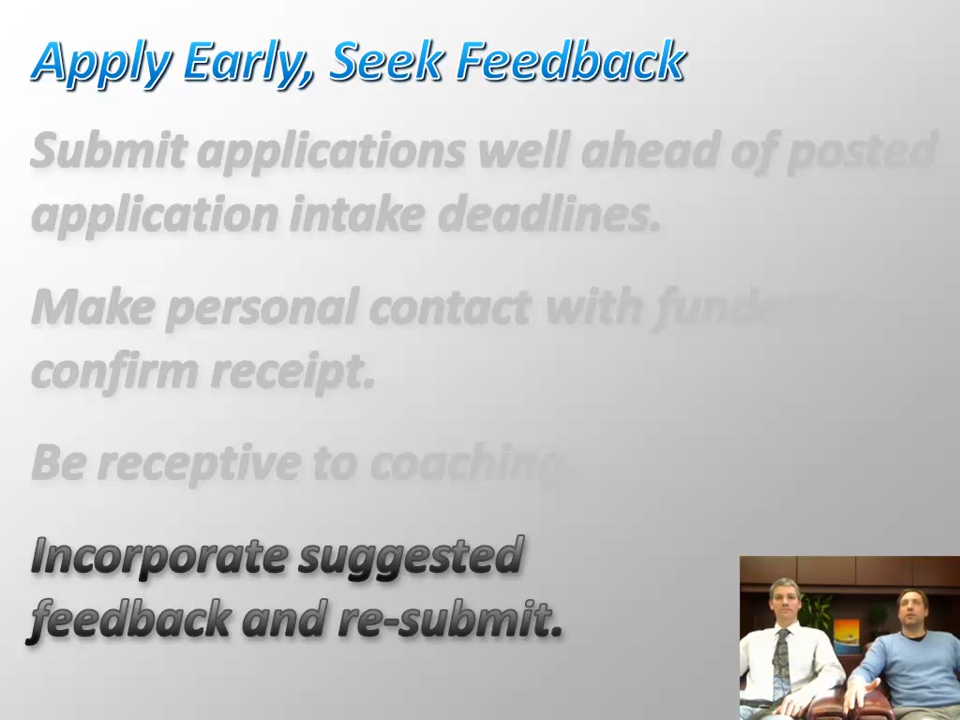 Apply Early, Seek Feedback
Submit applications well ahead of posted
application intake deadlines.
Make personal contact with funder
confirm receipt.
Be receptive to coaching.
Incorporate suggested
feedback and re-submit.